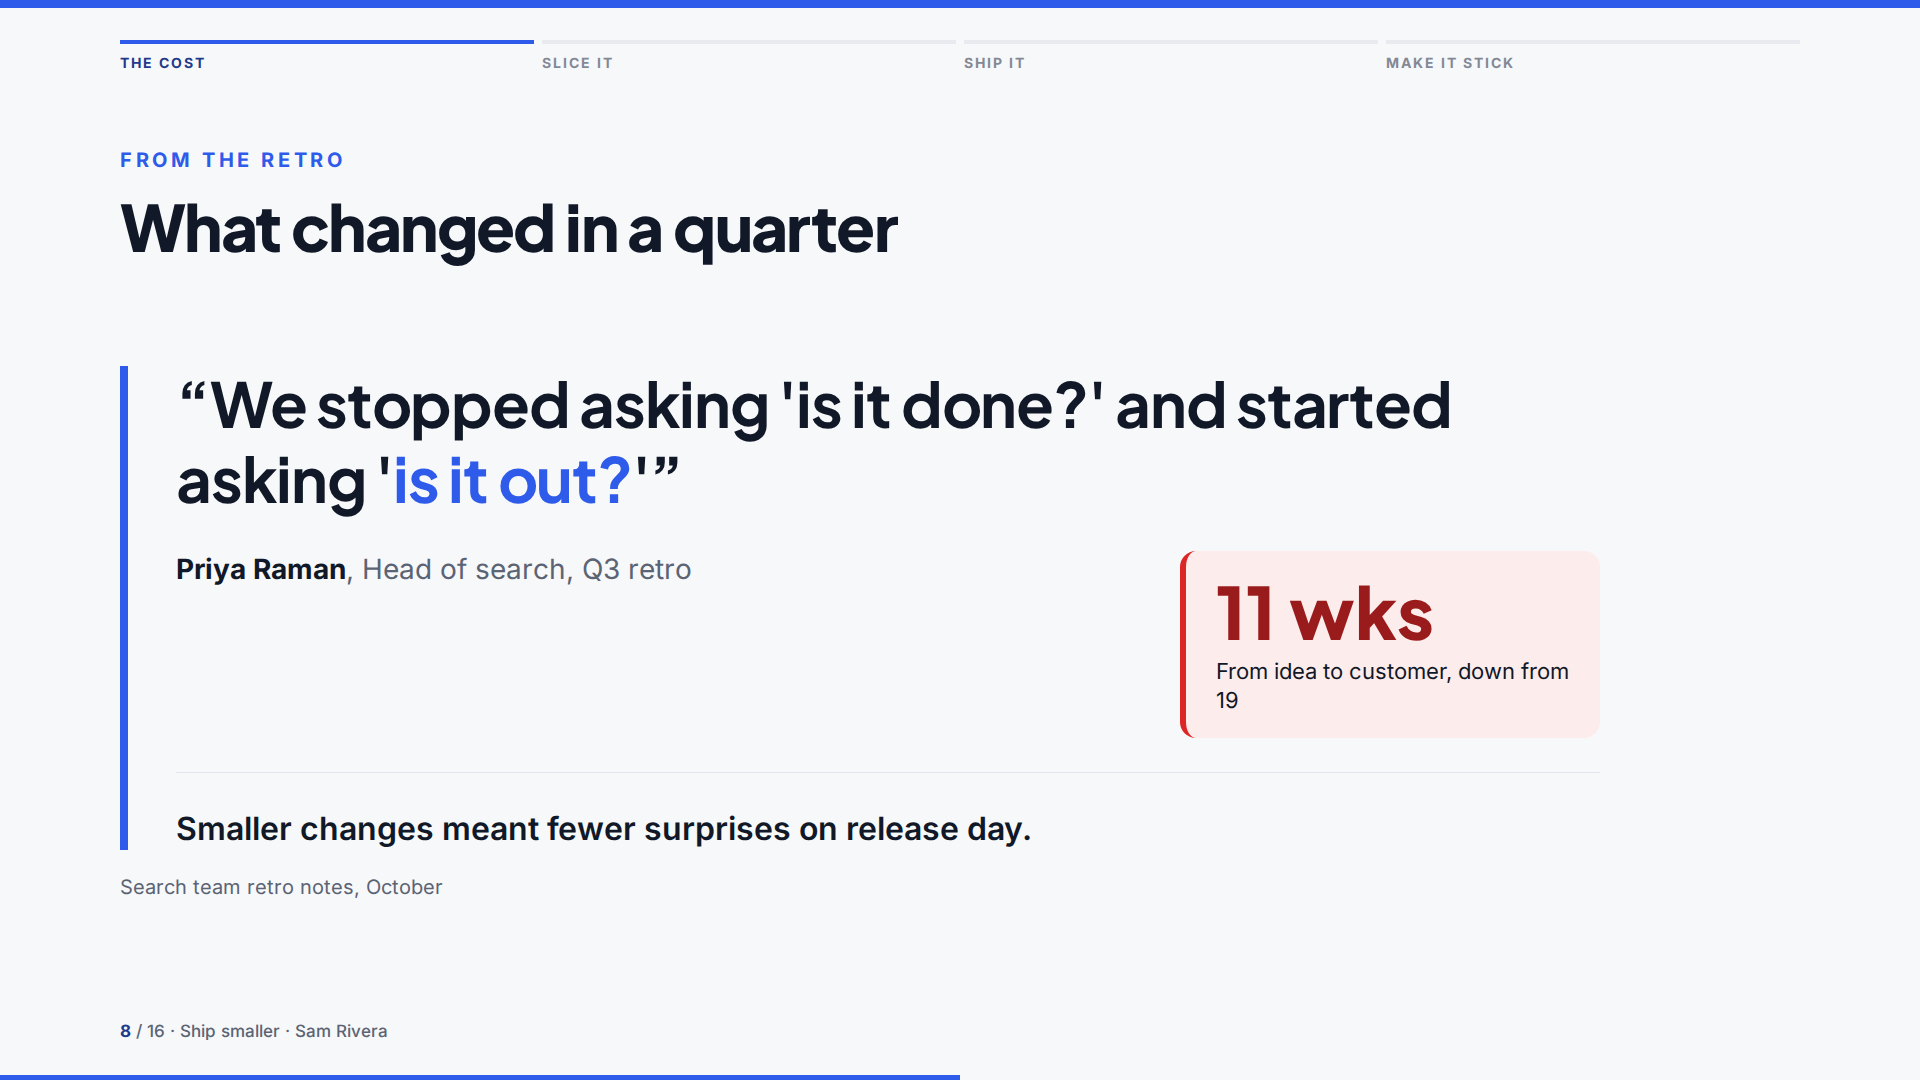 THE COST
SLICE IT
SHIP IT
MAKE IT STICK
FROM THE RETRO
What changed in a quarter
“We stopped asking 'is it done?' and started
asking 'is it out?'”
Priya Raman, Head of search, Q3 retro
11 wks
From idea to customer, down from
19
Smaller changes meant fewer surprises on release day.
Search team retro notes, October
8 / 16 · Ship smaller · Sam Rivera